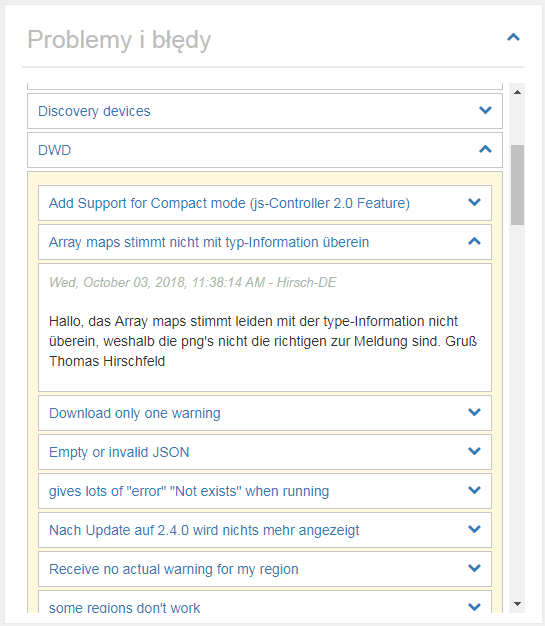 Problemy i błędy
Discovery devices
DWD
Add Support for Compact mode (js-Controller 2.0 Feature)
Array maps stimmt nicht mit typ-Information überein
Wed, October 03, 2018, 11:38:14 AM - Hirsch-DE
Hallo, das Array maps stimmt leiden mit der type-Information nicht
überein, weshalb die png's nicht die richtigen zur Meldung sind. Gruß
Thomas Hirschfeld
Download only one warning
Empty or invalid JSON
gives lots of "error" "Not exists" when running
Nach Update auf 2.4.0 wird nichts mehr angezeigt
Receive no actual warning for my region
some regions don't work